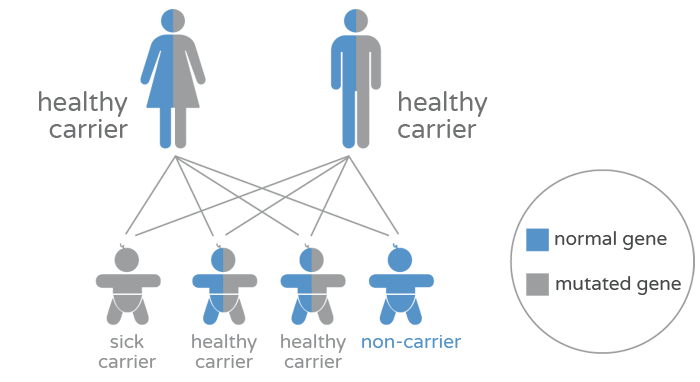 healthy
carrier
healthy
carrier
normal gene
mutated gene
sick
carrier
healthy
carrier
healthy
carrier
non-carrier